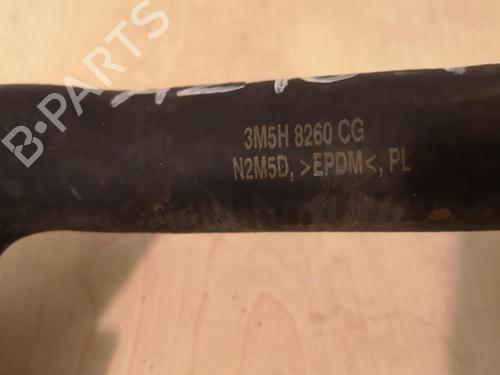 B-PARTS
3M5H 8260 CG
N2M5D, >EPDM<, PL